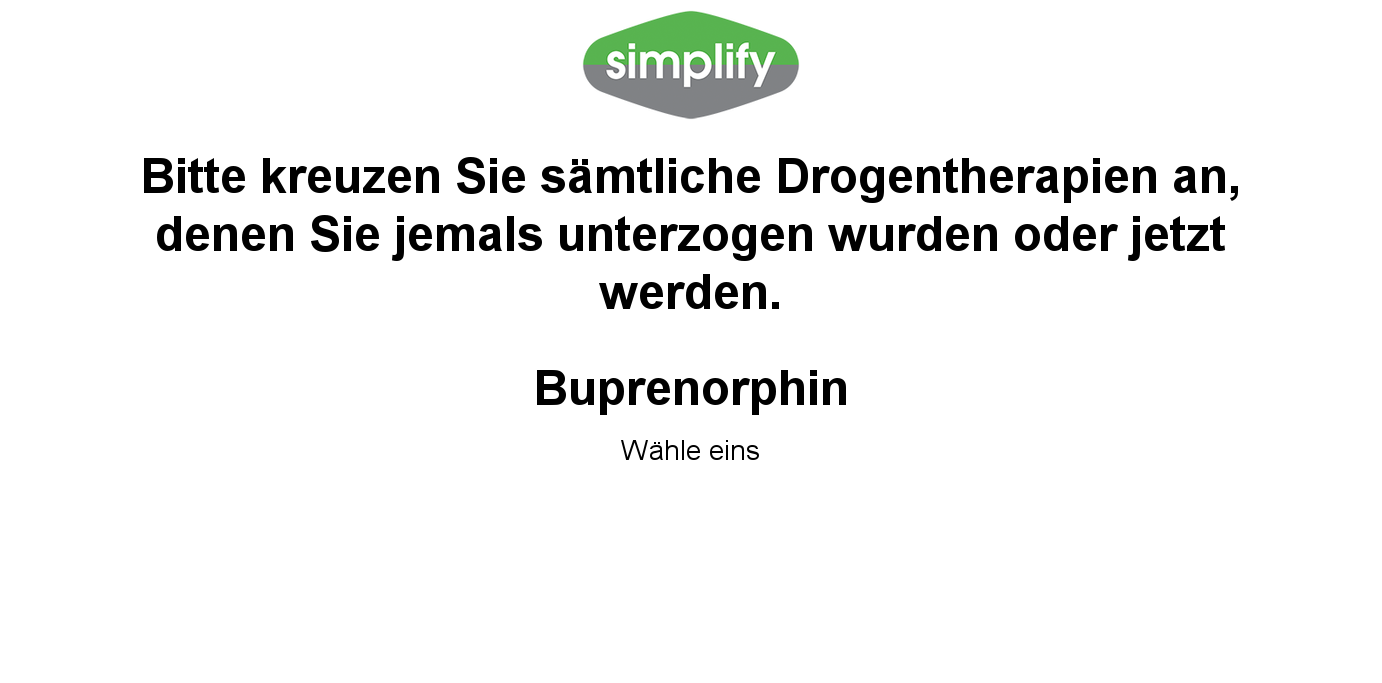 simplify
Bitte kreuzen Sie sämtliche Drogentherapien an,
denen Sie jemals unterzogen wurden oder jetzt
werden.
Buprenorphin
Wähle eins